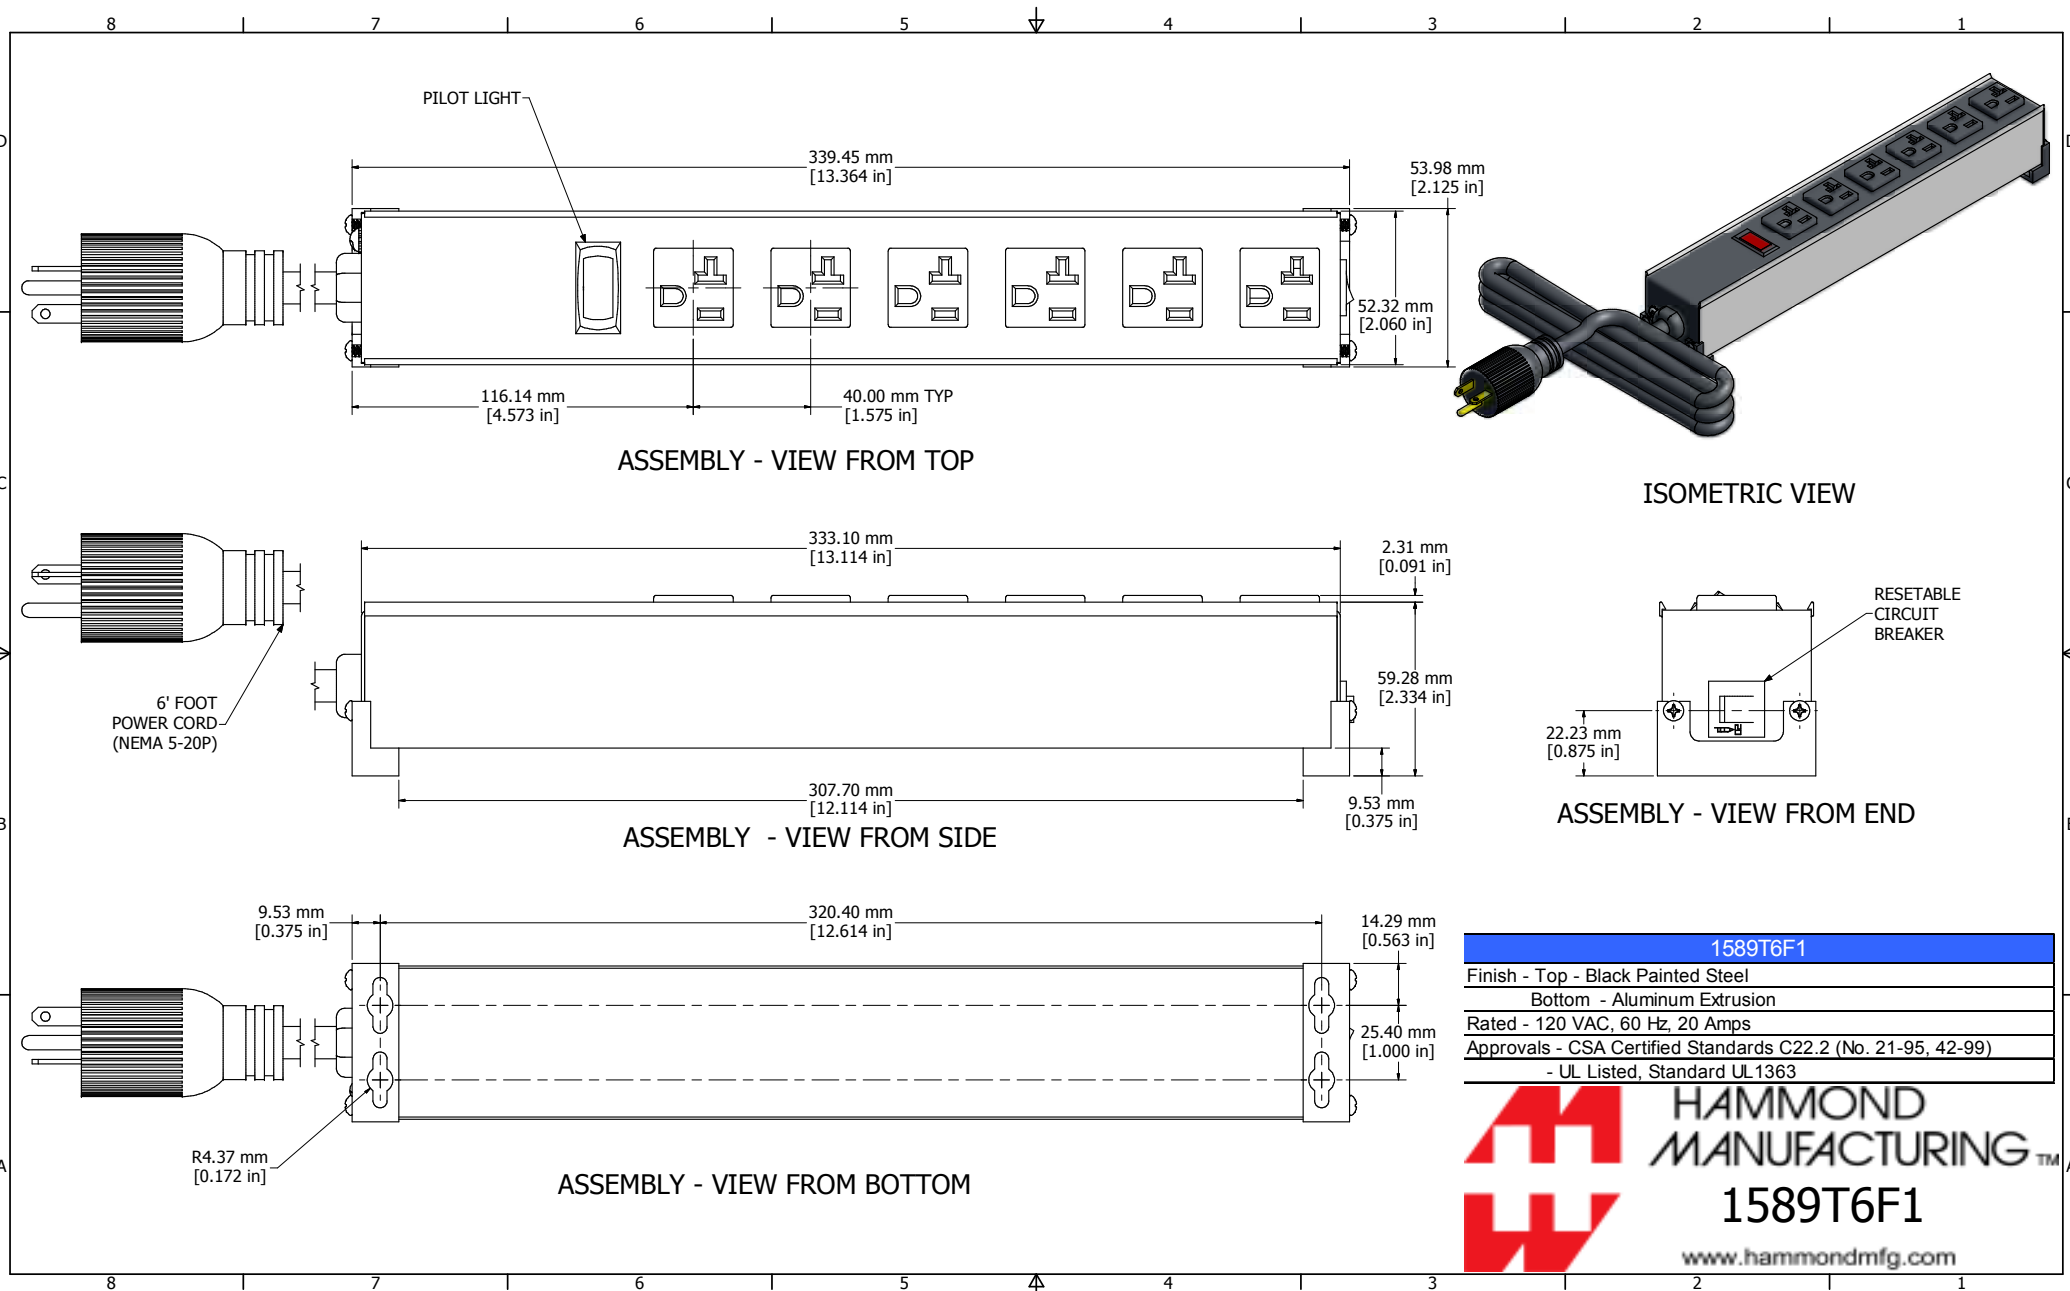 8 7 6 5 4 3 2 1
D
D
PILOT LIGHT
339.45 mm
[13.364 in]
53.98 mm
[2.125 in]
52.32 mm
[2.060 in]
116.14 mm
[4.573 in]
40.00 mm TYP
[1.575 in]
ASSEMBLY - VIEW FROM TOP
ISOMETRIC VIEW
C
C
333.10 mm
[13.114 in]
2.31 mm
[0.091 in]
59.28 mm
[2.334 in]
6' FOOT
POWER CORD
(NEMA 5-20P)
307.70 mm
[12.114 in]
9.53 mm
[0.375 in]
ASSEMBLY - VIEW FROM SIDE
RESETABLE
CIRCUIT
BREAKER
22.23 mm
[0.875 in]
ASSEMBLY - VIEW FROM END
B
B
9.53 mm
[0.375 in]
320.40 mm
[12.614 in]
14.29 mm
[0.563 in]
25.40 mm
[1.000 in]
R4.37 mm
[0.172 in]
ASSEMBLY - VIEW FROM BOTTOM
1589T6F1
Finish - Top - Black Painted Steel
Bottom - Aluminum Extrusion
Rated - 120 VAC, 60 Hz, 20 Amps
Approvals - CSA Certified Standards C22.2 (No. 21-95, 42-99)
- UL Listed, Standard UL1363
HAMMOND
MANUFACTURING TM
1589T6F1
www.hammondmfg.com
A
A
8 7 6 5 4 3 2 1